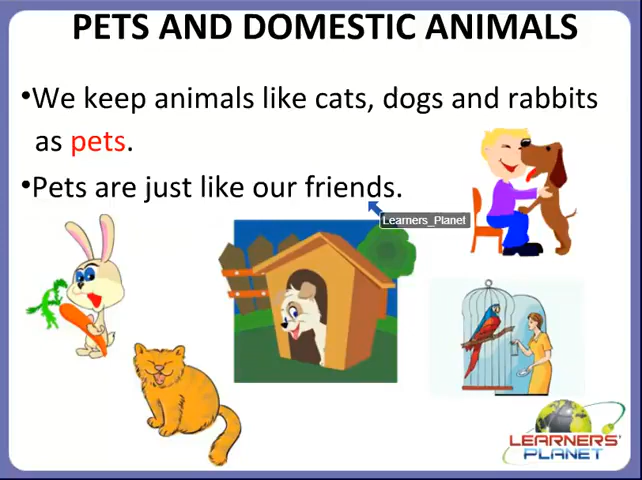 PETS AND DOMESTIC ANIMALS
•We keep animals like cats, dogs and rabbits
as pets.
•Pets are just like our friends.
Learners_Planet
LEARNERS'
PLANET